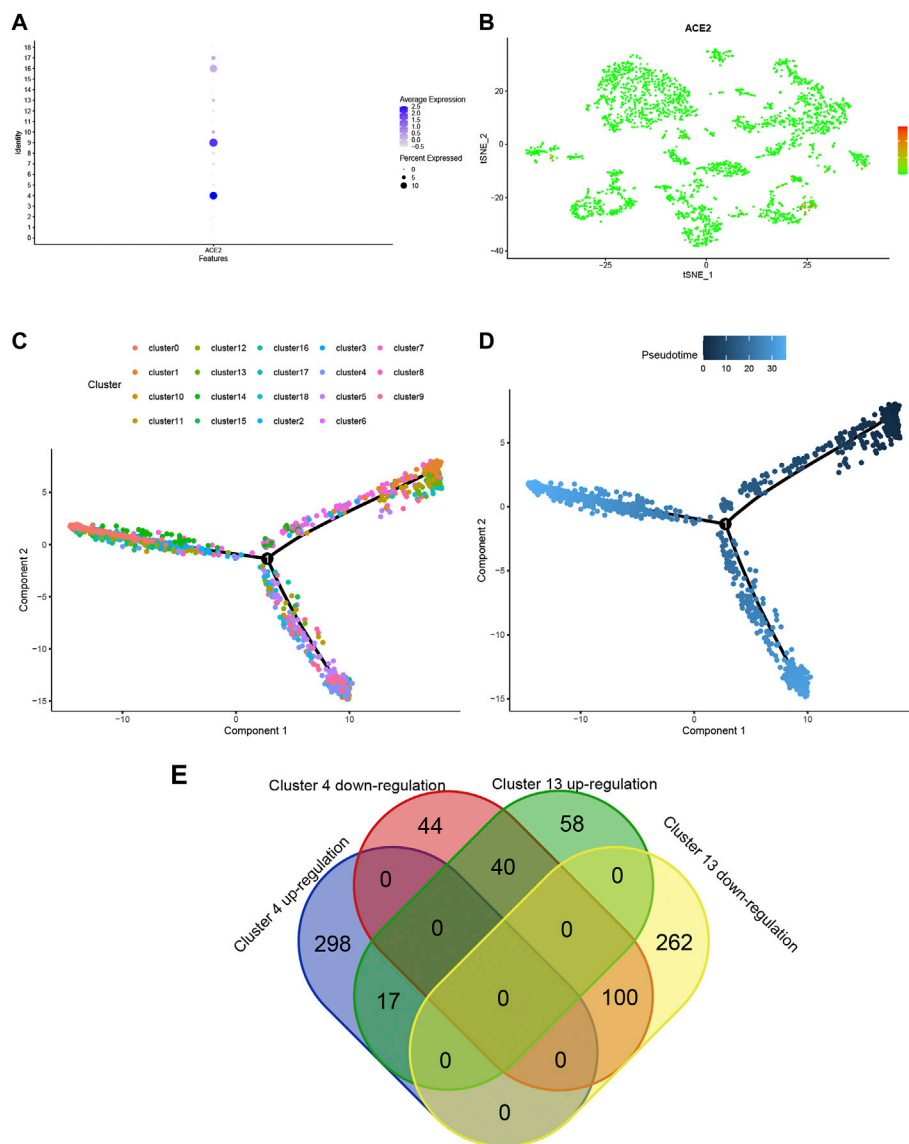 A
18
17
16
15
14
13
12
11
10
9
8
7
6
5
4
3
2
1
0
Identity
ACE2
Features
Average Expression
2.5
2.0
1.5
1.0
0.5
0.0
−0.5
Percent Expressed
0
5
10
B
ACE2
20
0
−20
−40
tSNE_2
−25
0
25
tSNE_1
C
Cluster
cluster0
cluster12
cluster16
cluster3
cluster7
cluster1
cluster13
cluster17
cluster4
cluster8
cluster10
cluster14
cluster18
cluster5
cluster9
cluster11
cluster15
cluster2
cluster6
5
0
−5
−10
−15
Component 2
1
−10
0
10
Component 1
D
Pseudotime
0 10 20 30
5
0
−5
−10
−15
Component 2
1
−10
0
10
Component 1
E
Cluster 4 down-regulation
Cluster 13 up-regulation
Cluster 4 up-regulation
Cluster 13 down-regulation
44
58
0
40
0
298
0
0
262
17
0
100
0
0
0